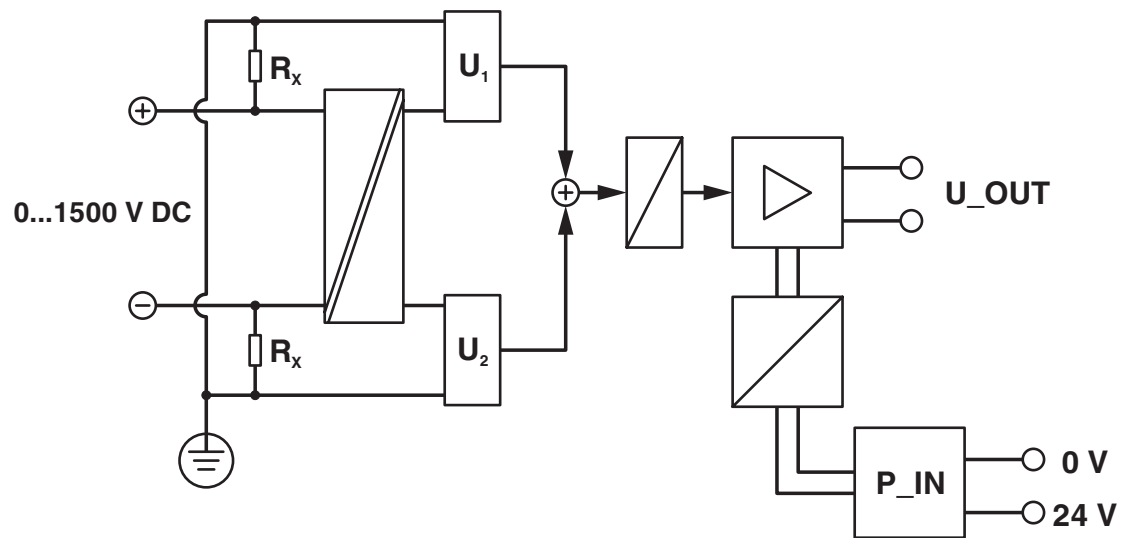 U₁
Rₓ
0...1500 V DC
U_OUT
Rₓ
U₂
P_IN
0 V
24 V